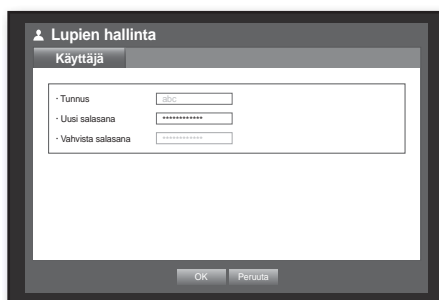 Lupien hallinta
Käyttäjä
· Tunnus abc
· Uusi salasana ************
· Vahvista salasana ************
OK Peruuta